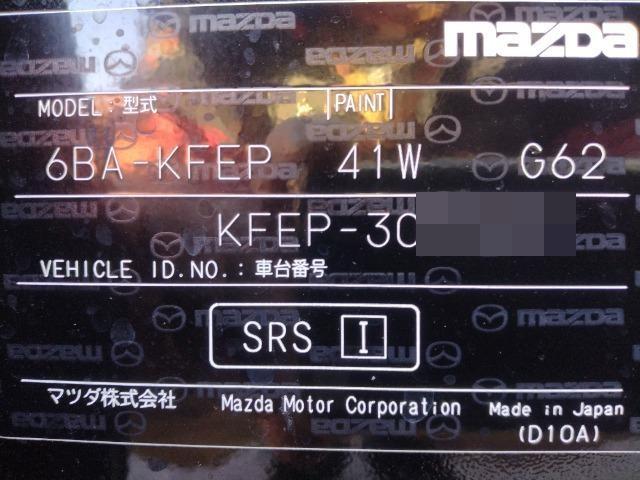 mazda
MODEL : 型式 PAINT
6BA-KFEP 41W G62
KFEP-30
VEHICLE ID.NO. : 車台番号
SRS I
マツダ株式会社 Mazda Motor Corporation Made in Japan
(D10A)